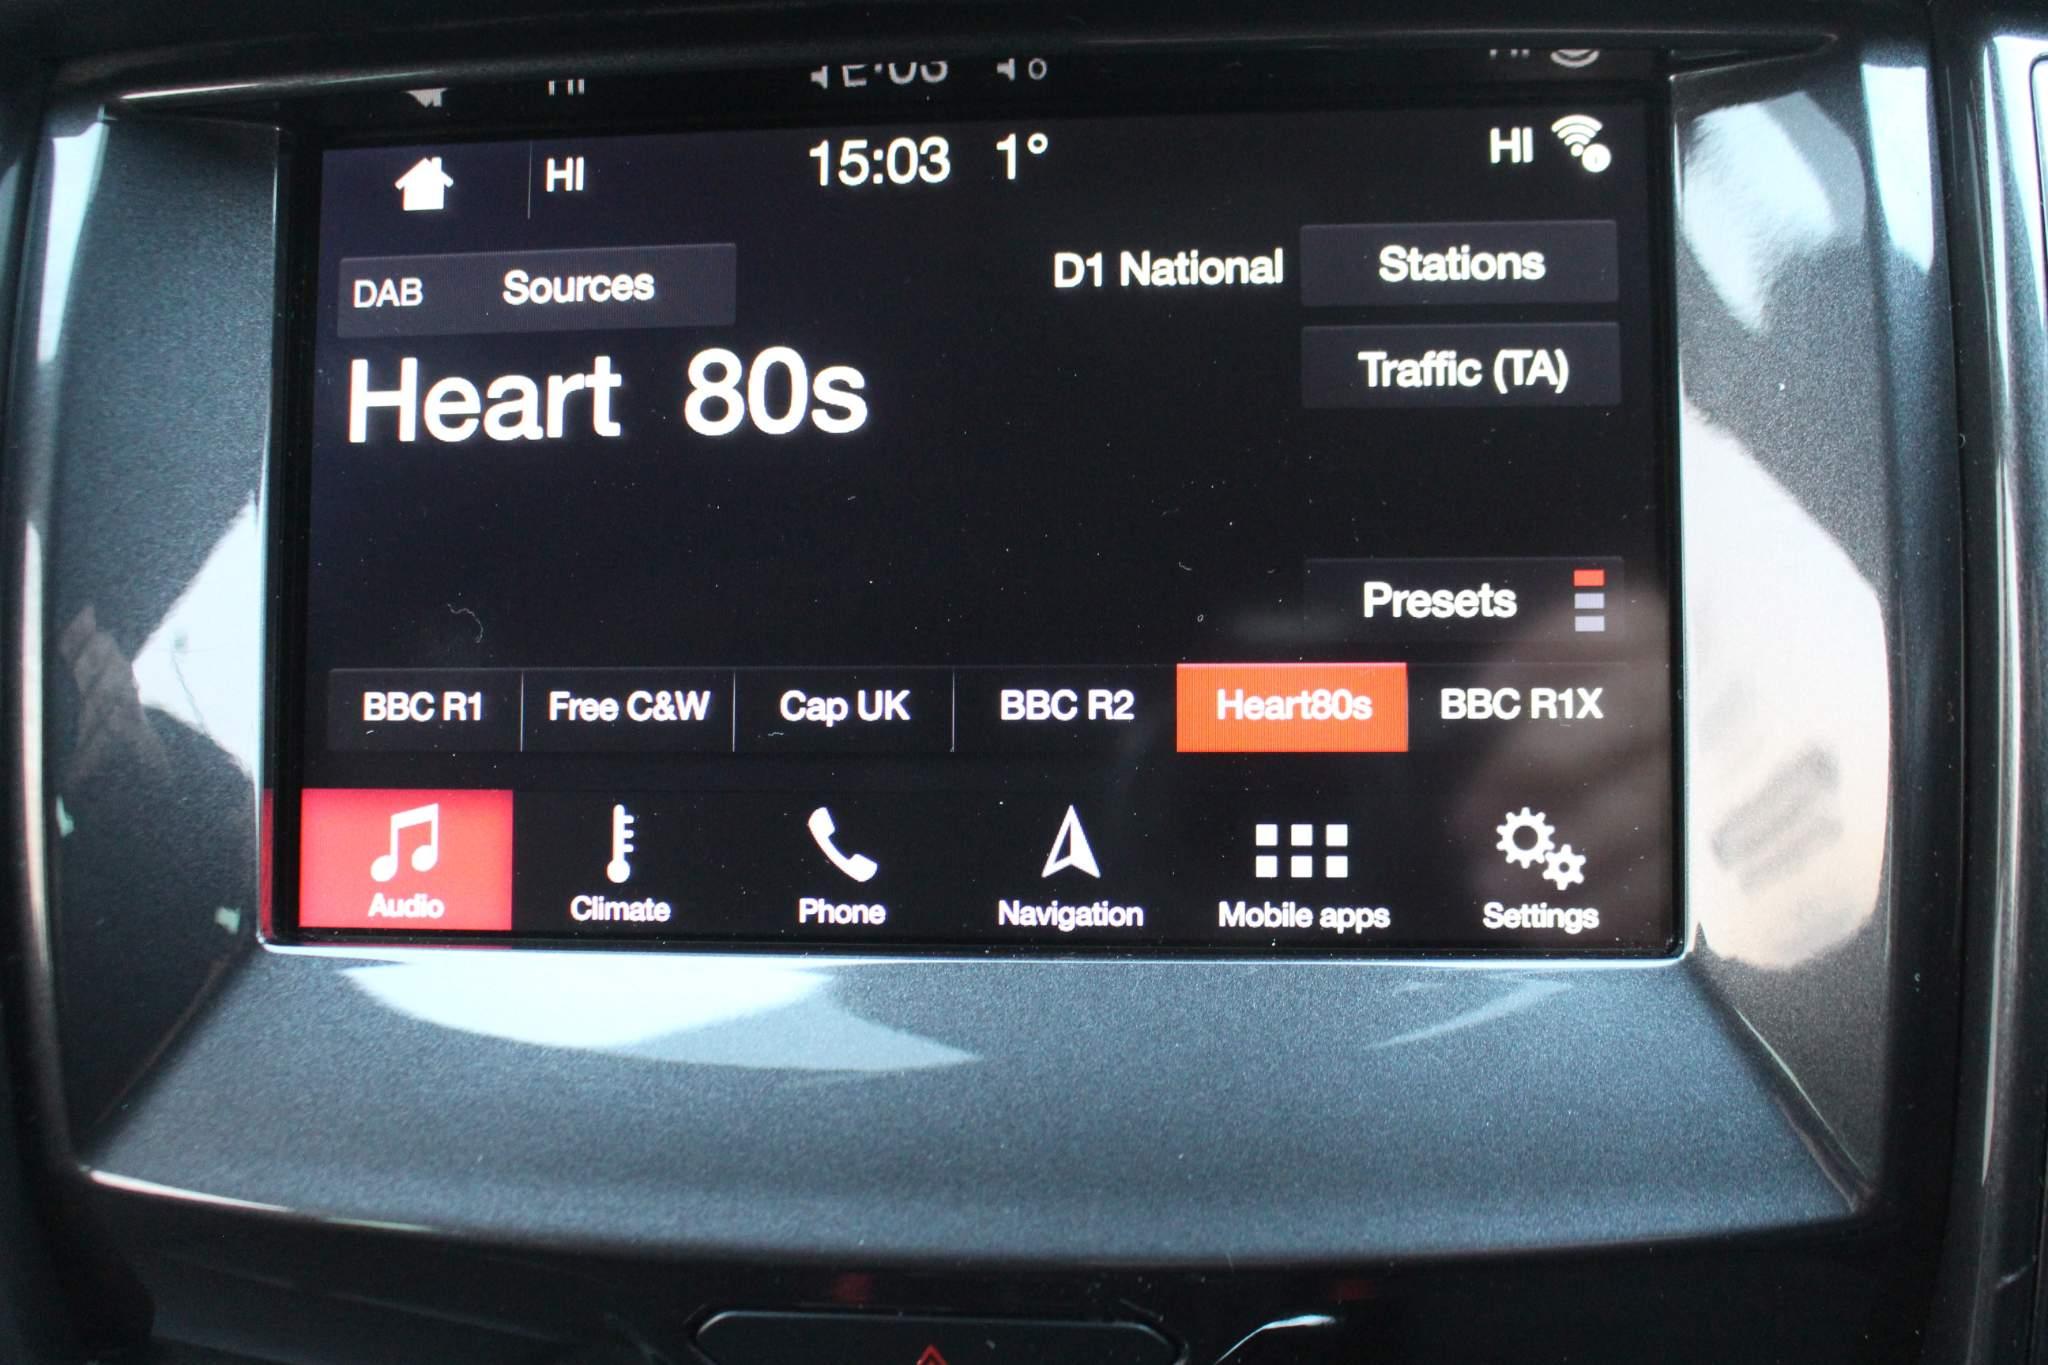 HI 15:03 1° HI
DAB Sources D1 National Stations
Traffic (TA)
Heart 80s
Presets
BBC R1 Free C&W Cap UK BBC R2 Heart80s BBC R1X
Audio Climate Phone Navigation Mobile apps Settings